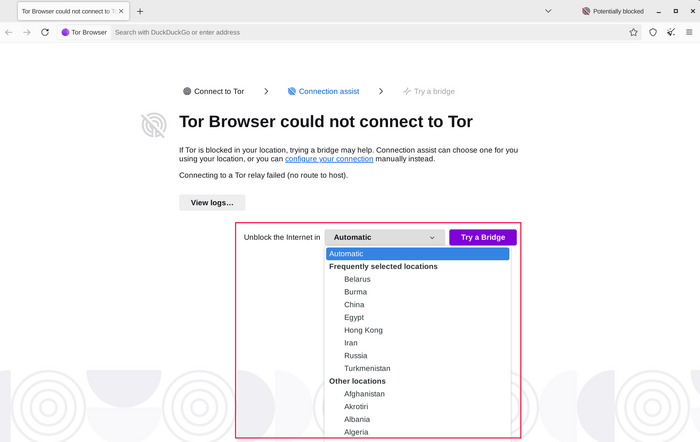 Tor Browser could not connect to To
Potentially blocked
Tor Browser
Search with DuckDuckGo or enter address
Connect to Tor
Connection assist
Try a bridge
Tor Browser could not connect to Tor
If Tor is blocked in your location, trying a bridge may help. Connection assist can choose one for you
using your location, or you can configure your connection manually instead.
Connecting to a Tor relay failed (no route to host).
View logs...
Unblock the Internet in
Automatic
Try a Bridge
Automatic
Frequently selected locations
Belarus
Burma
China
Egypt
Hong Kong
Iran
Russia
Turkmenistan
Other locations
Afghanistan
Akrotiri
Albania
Algeria